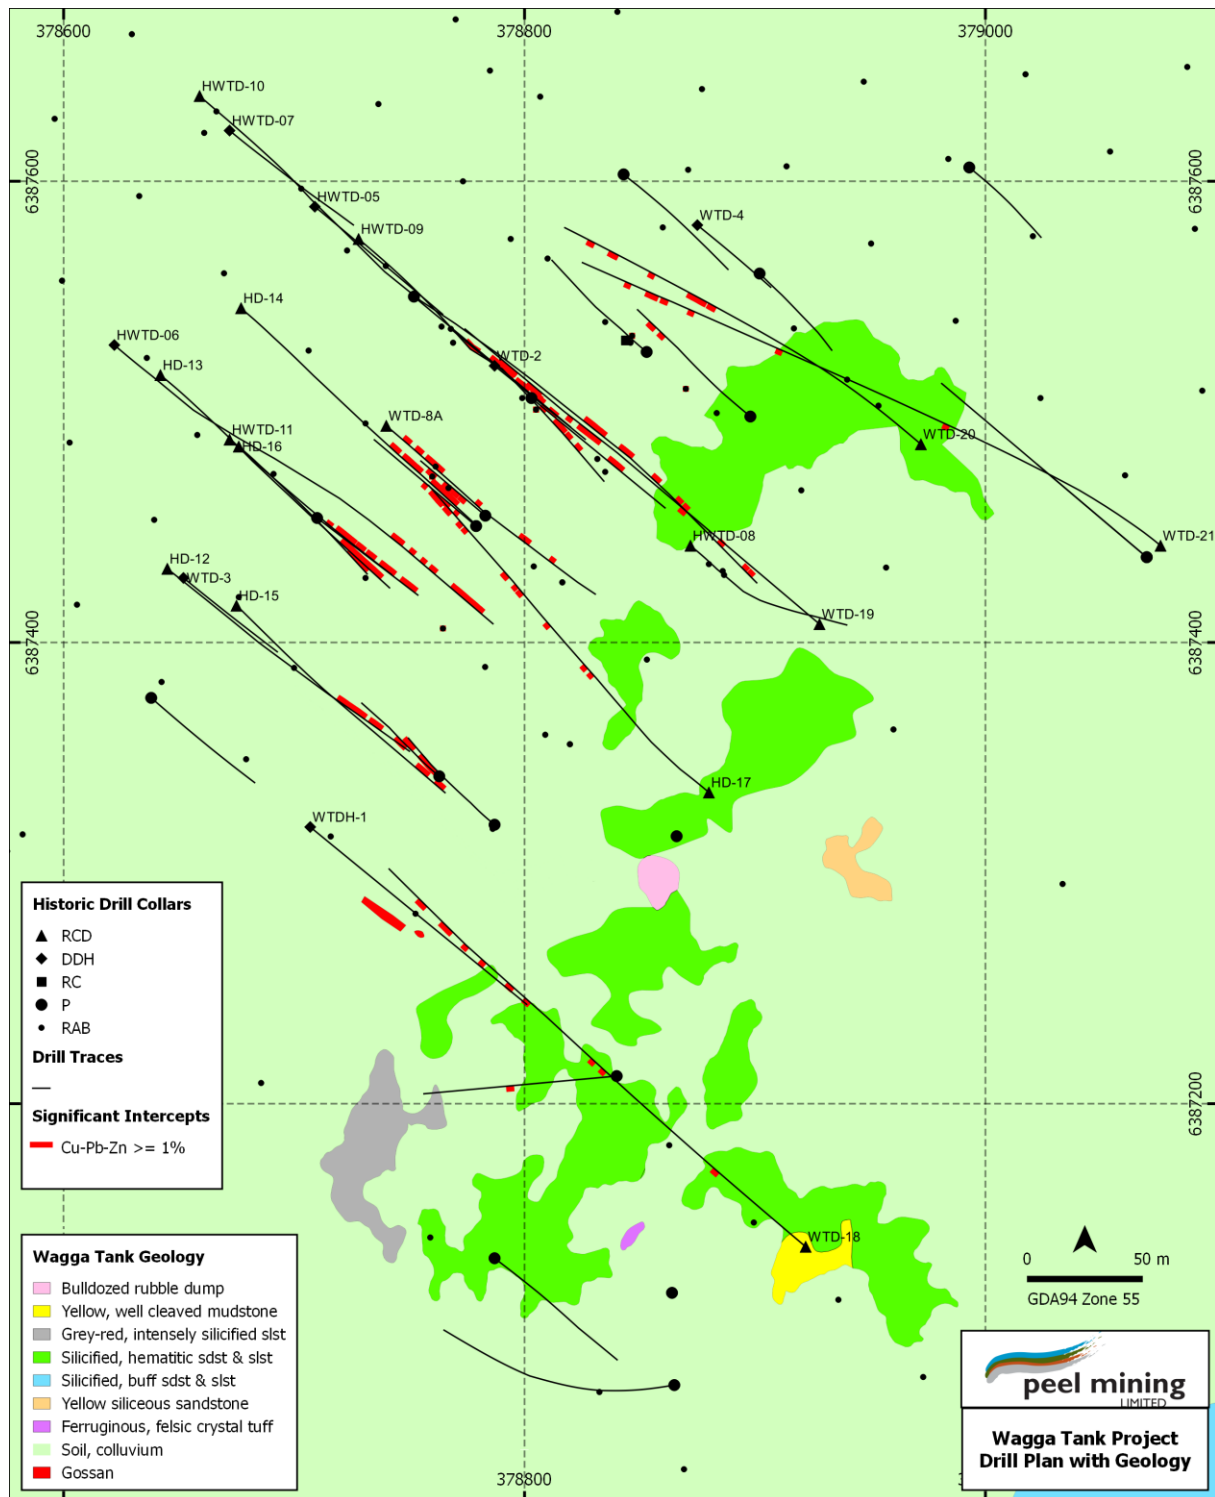 378600
378800
379000
HWTD-10
HWTD-07
6387600
6387600
HWTD-05
WTD-4
HWTD-09
HD-14
HWTD-06
WTD-2
HD-13
WTD-8A
HWTD-11
HD-16
WTD-20
HWTD-08
WTD-21
HD-12
WTD-3
HD-15
WTD-19
6387400
6387400
HD-17
WTDH-1
Historic Drill Collars
RCD
DDH
RC
P
RAB
Drill Traces
Significant Intercepts
Cu-Pb-Zn >= 1%
6387200
WTD-18
Wagga Tank Geology
Bulldozed rubble dump
Yellow, well cleaved mudstone
Grey-red, intensely silicified slst
Silicified, hematitic sdst & slst
Silicified, buff sdst & slst
Yellow siliceous sandstone
Ferruginous, felsic crystal tuff
Soil, colluvium
Gossan
0 50 m
GDA94 Zone 55
peel mining
LIMITED
Wagga Tank Project
Drill Plan with Geology
378800